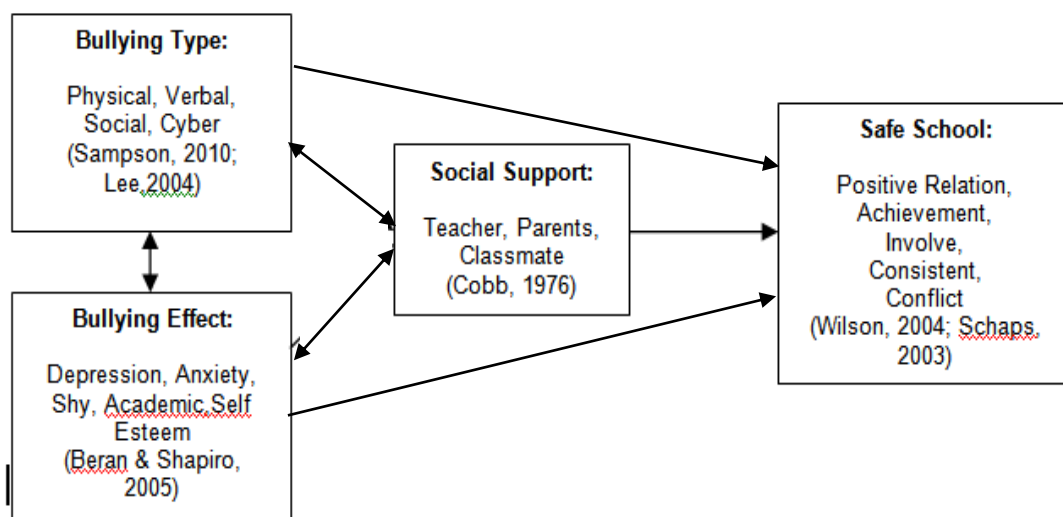 Bullying Type:
Physical, Verbal,
Social, Cyber
(Sampson, 2010;
Lee,2004)
Bullying Effect:
Depression, Anxiety,
Shy, Academic,Self
Esteem
(Beran & Shapiro,
2005)
Social Support:
Teacher, Parents,
Classmate
(Cobb, 1976)
Safe School:
Positive Relation,
Achievement,
Involve,
Consistent,
Conflict
(Wilson, 2004; Schaps,
2003)